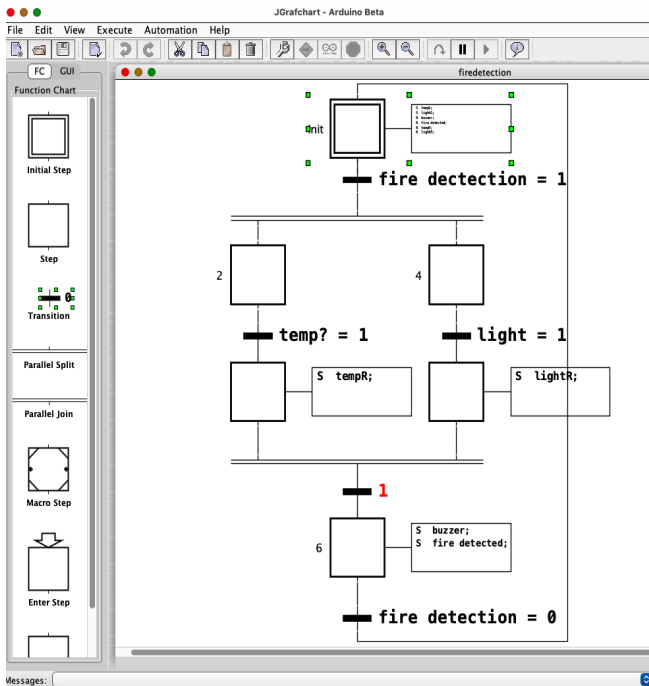 JGrafchart - Arduino Beta
File Edit View Execute Automation Help
FC GUI
firedetection
Function Chart
Initial Step
Step
0
Transition
Parallel Split
Parallel Join
Macro Step
Enter Step
Init
fire dectection = 1
2
4
temp? = 1
light = 1
S tempR;
S lightR;
1
6
S buzzer;
S fire detected;
fire detection = 0
Messages: